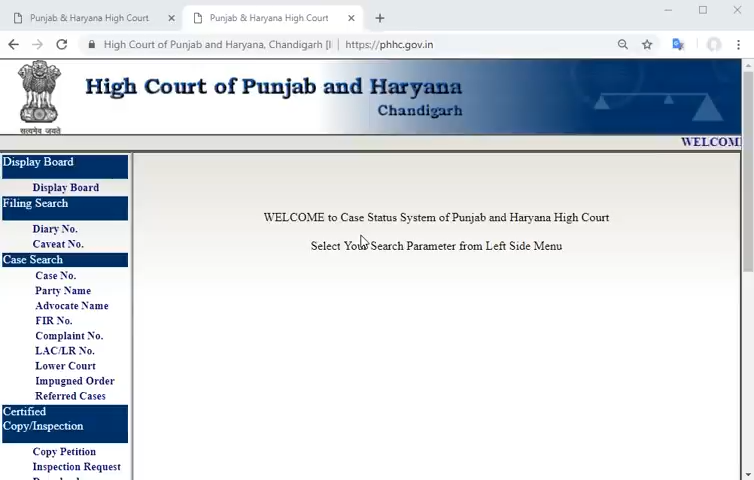 Punjab & Haryana High Court
Punjab & Haryana High Court
High Court of Punjab and Haryana, Chandigarh [I | https://phhc.gov.in
High Court of Punjab and Haryana
Chandigarh
सत्यमेव जयते
WELCOM
Display Board
Display Board
Filing Search
Diary No.
Caveat No.
Case Search
Case No.
Party Name
Advocate Name
FIR No.
Complaint No.
LAC/LR No.
Lower Court
Impugned Order
Referred Cases
Certified
Copy/Inspection
Copy Petition
Inspection Request
WELCOME to Case Status System of Punjab and Haryana High Court
Select Your Search Parameter from Left Side Menu